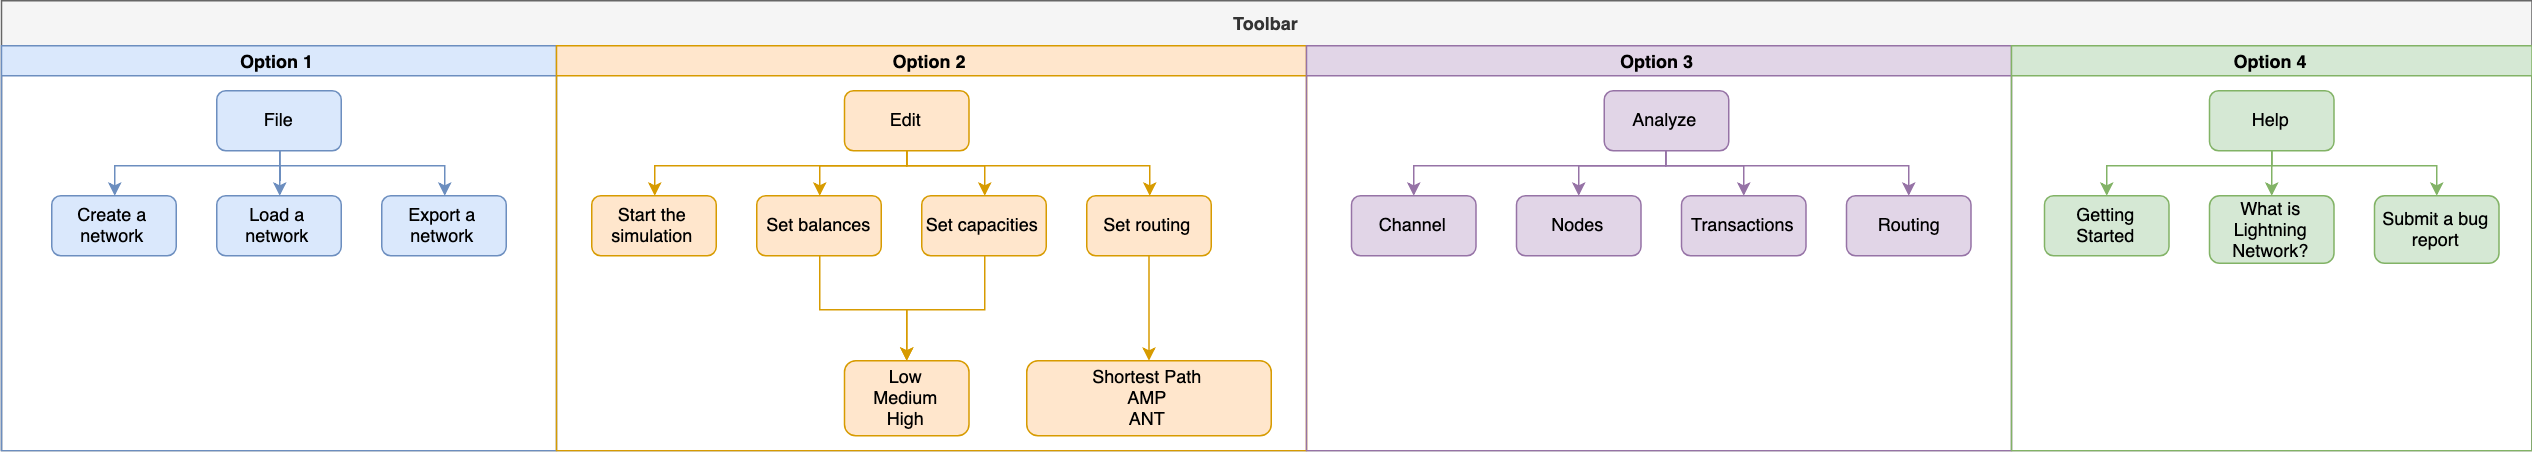 Toolbar
Option 1
Option 2
Option 3
Option 4
File
Create a
network
Load a
network
Export a
network
Edit
Start the
simulation
Set balances
Set capacities
Set routing
Low
Medium
High
Shortest Path
AMP
ANT
Analyze
Channel
Nodes
Transactions
Routing
Help
Getting
Started
What is
Lightning
Network?
Submit a bug
report